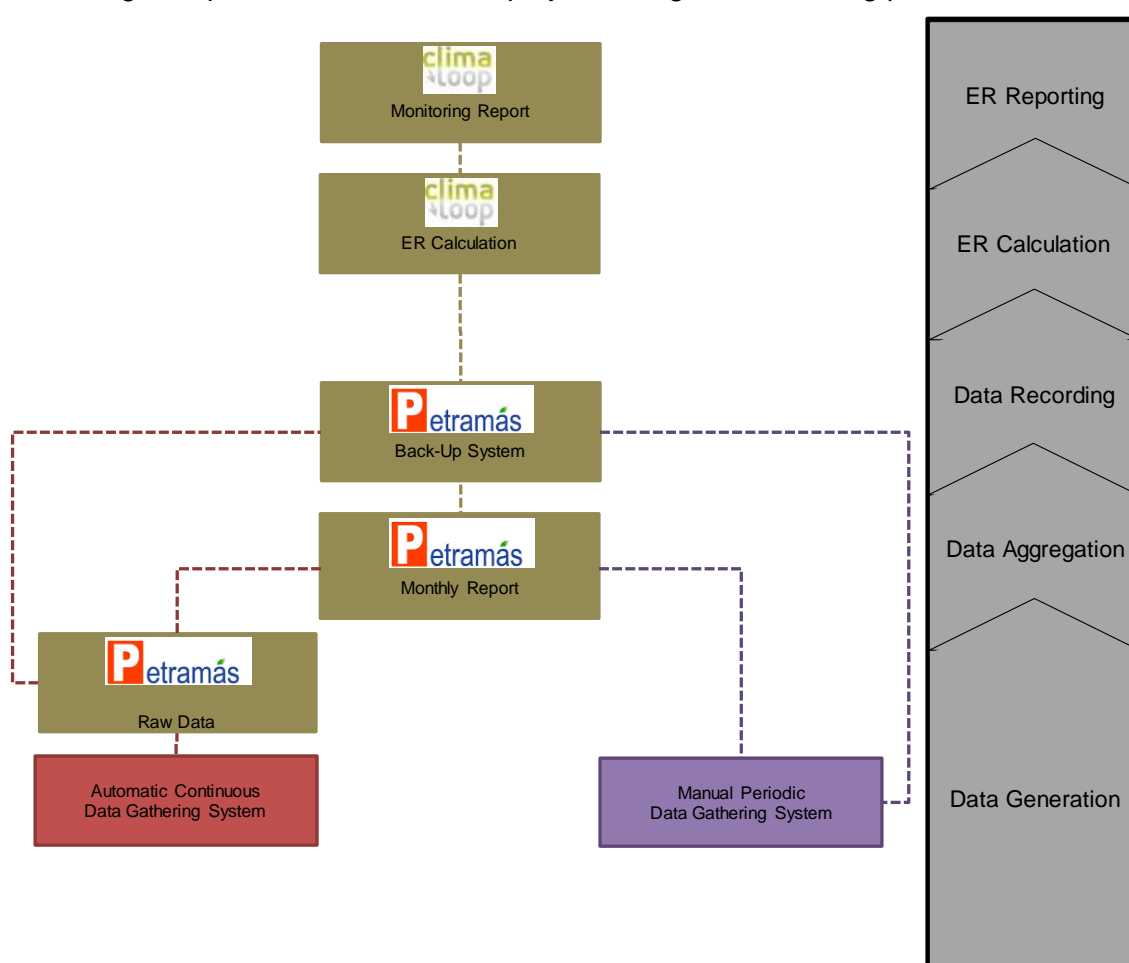 clima
loop
Monitoring Report
ER Reporting
clima
loop
ER Calculation
ER Calculation
Petramás
Back-Up System
Data Recording
Petramás
Monthly Report
Data Aggregation
Petramás
Raw Data
Automatic Continuous
Data Gathering System
Manual Periodic
Data Gathering System
Data Generation